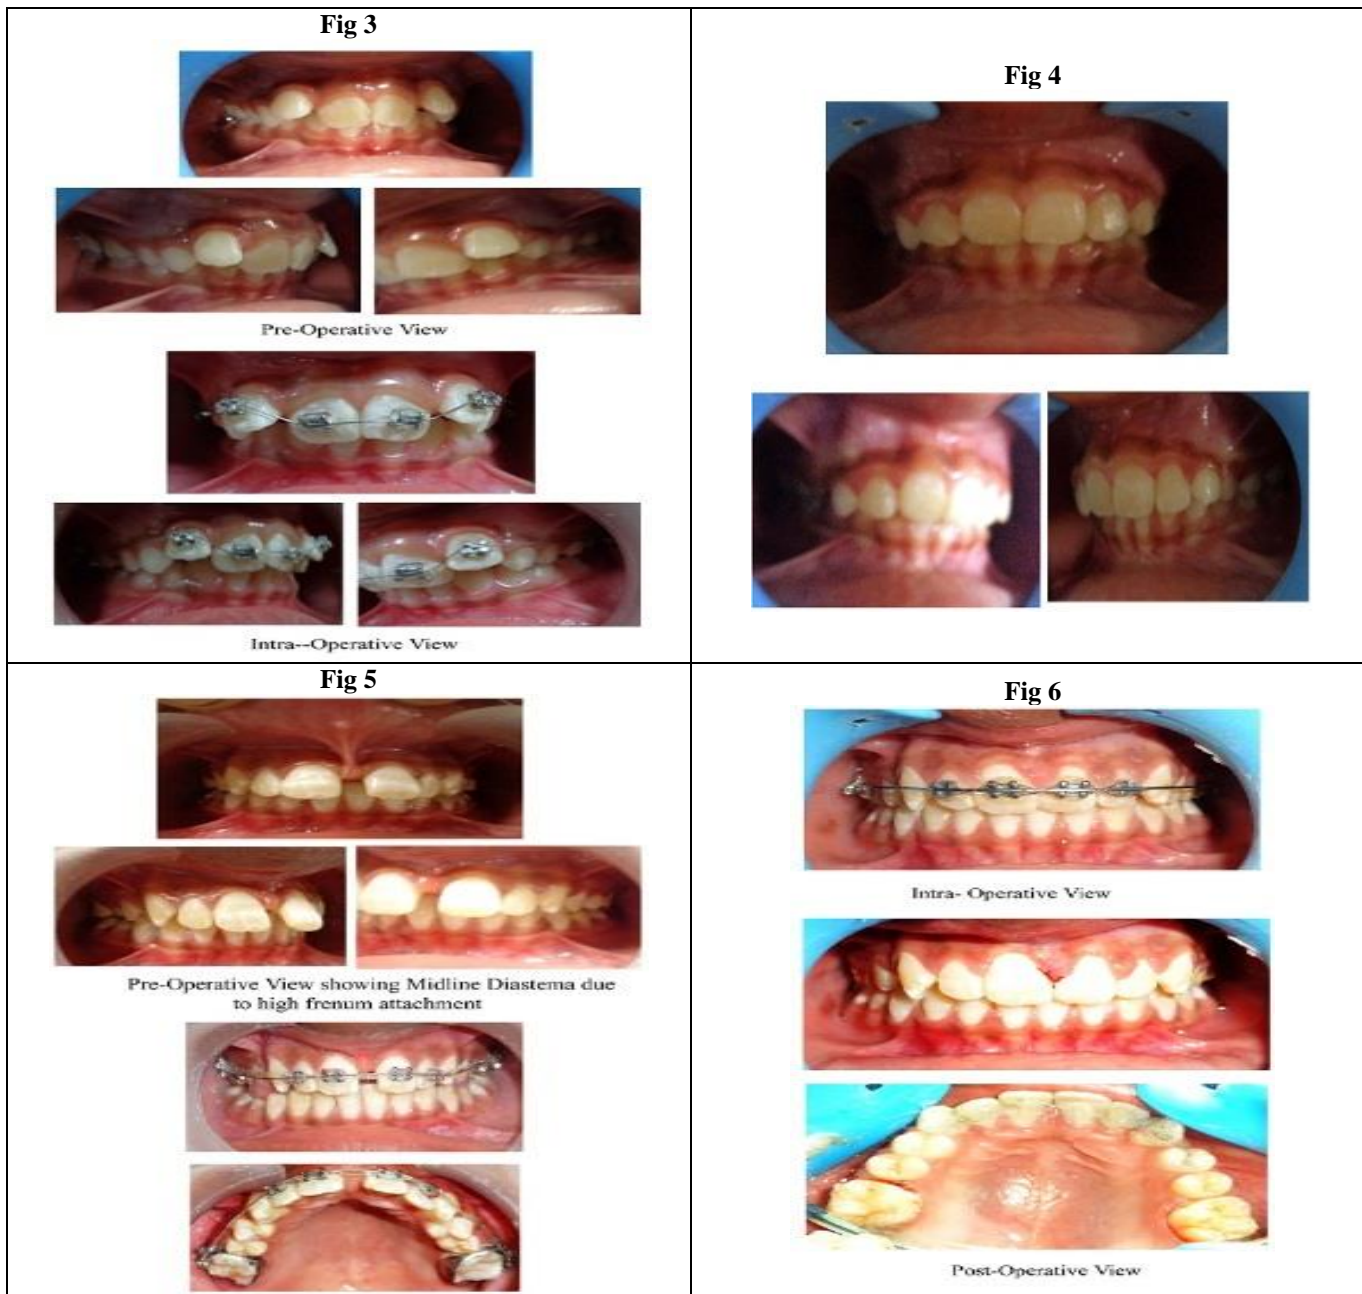 Fig 3
Pre-Operative View
Intra--Operative View
Fig 4
Fig 5
Pre-Operative View showing Midline Diastema due
to high frenum attachment
Fig 6
Intra- Operative View
Post-Operative View